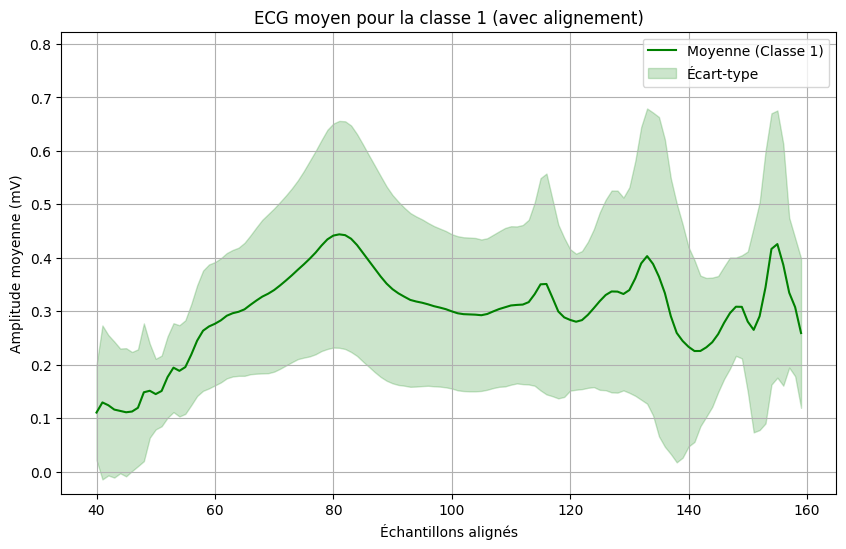 ECG moyen pour la classe 1 (avec alignement)
Moyenne (Classe 1)
Écart-type
Amplitude moyenne (mV)
0.8
0.7
0.6
0.5
0.4
0.3
0.2
0.1
0.0
40 60 80 100 120 140 160
Échantillons alignés